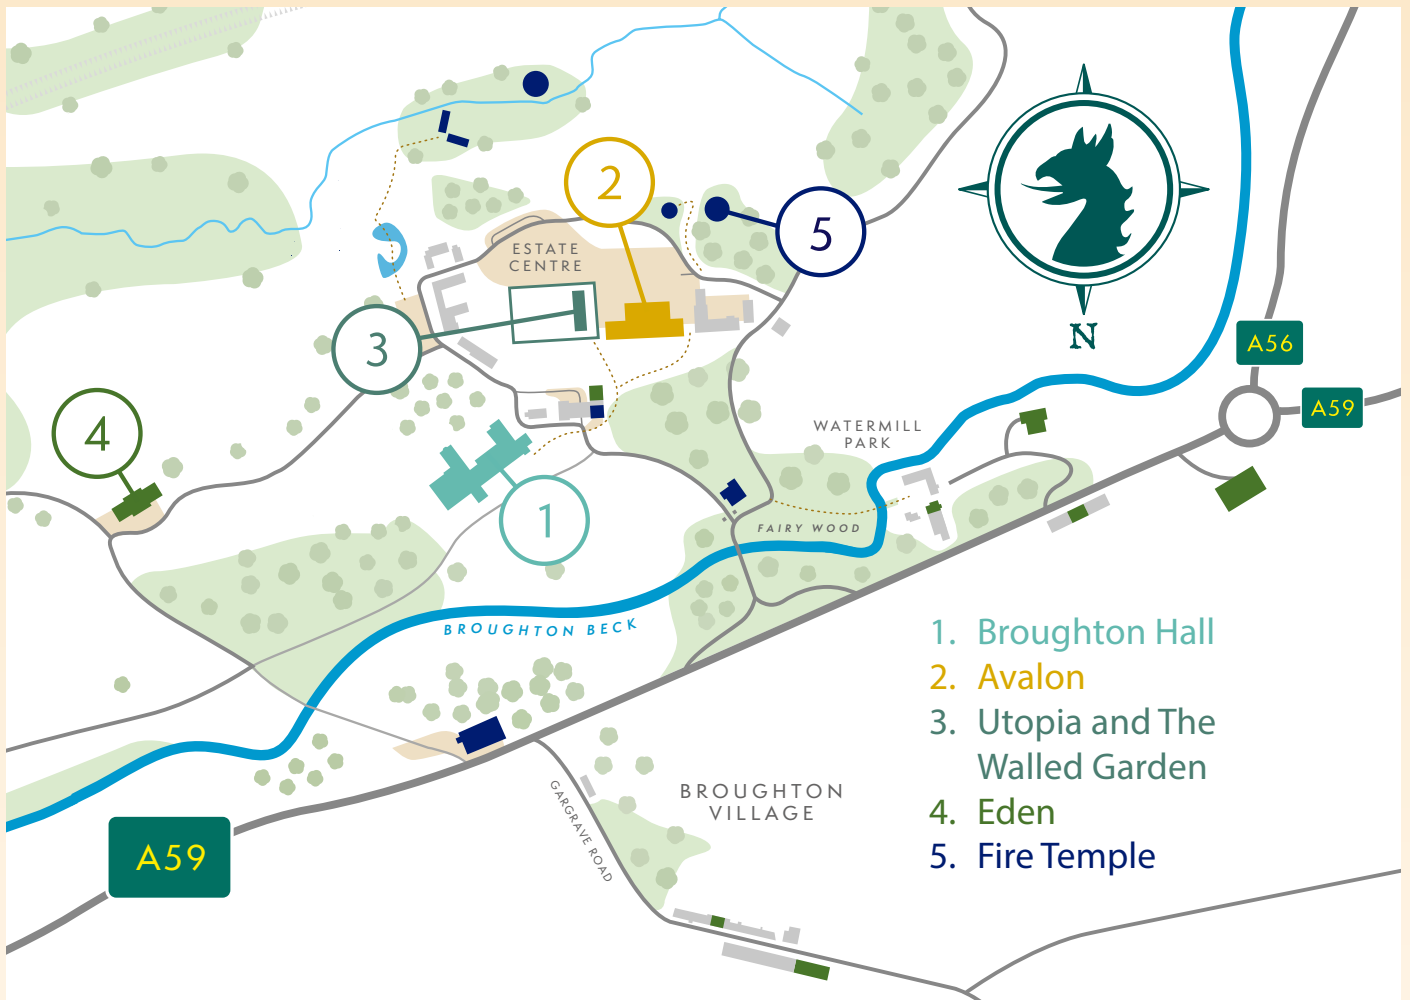 2
5
ESTATE
CENTRE
3
N
A56
A59
4
WATERMILL
PARK
1
FAIRY WOOD
BROUGHTON BECK
1. Broughton Hall
2. Avalon
3. Utopia and The
Walled Garden
4. Eden
5. Fire Temple
BROUGHTON
VILLAGE
GARGRAVE ROAD
A59